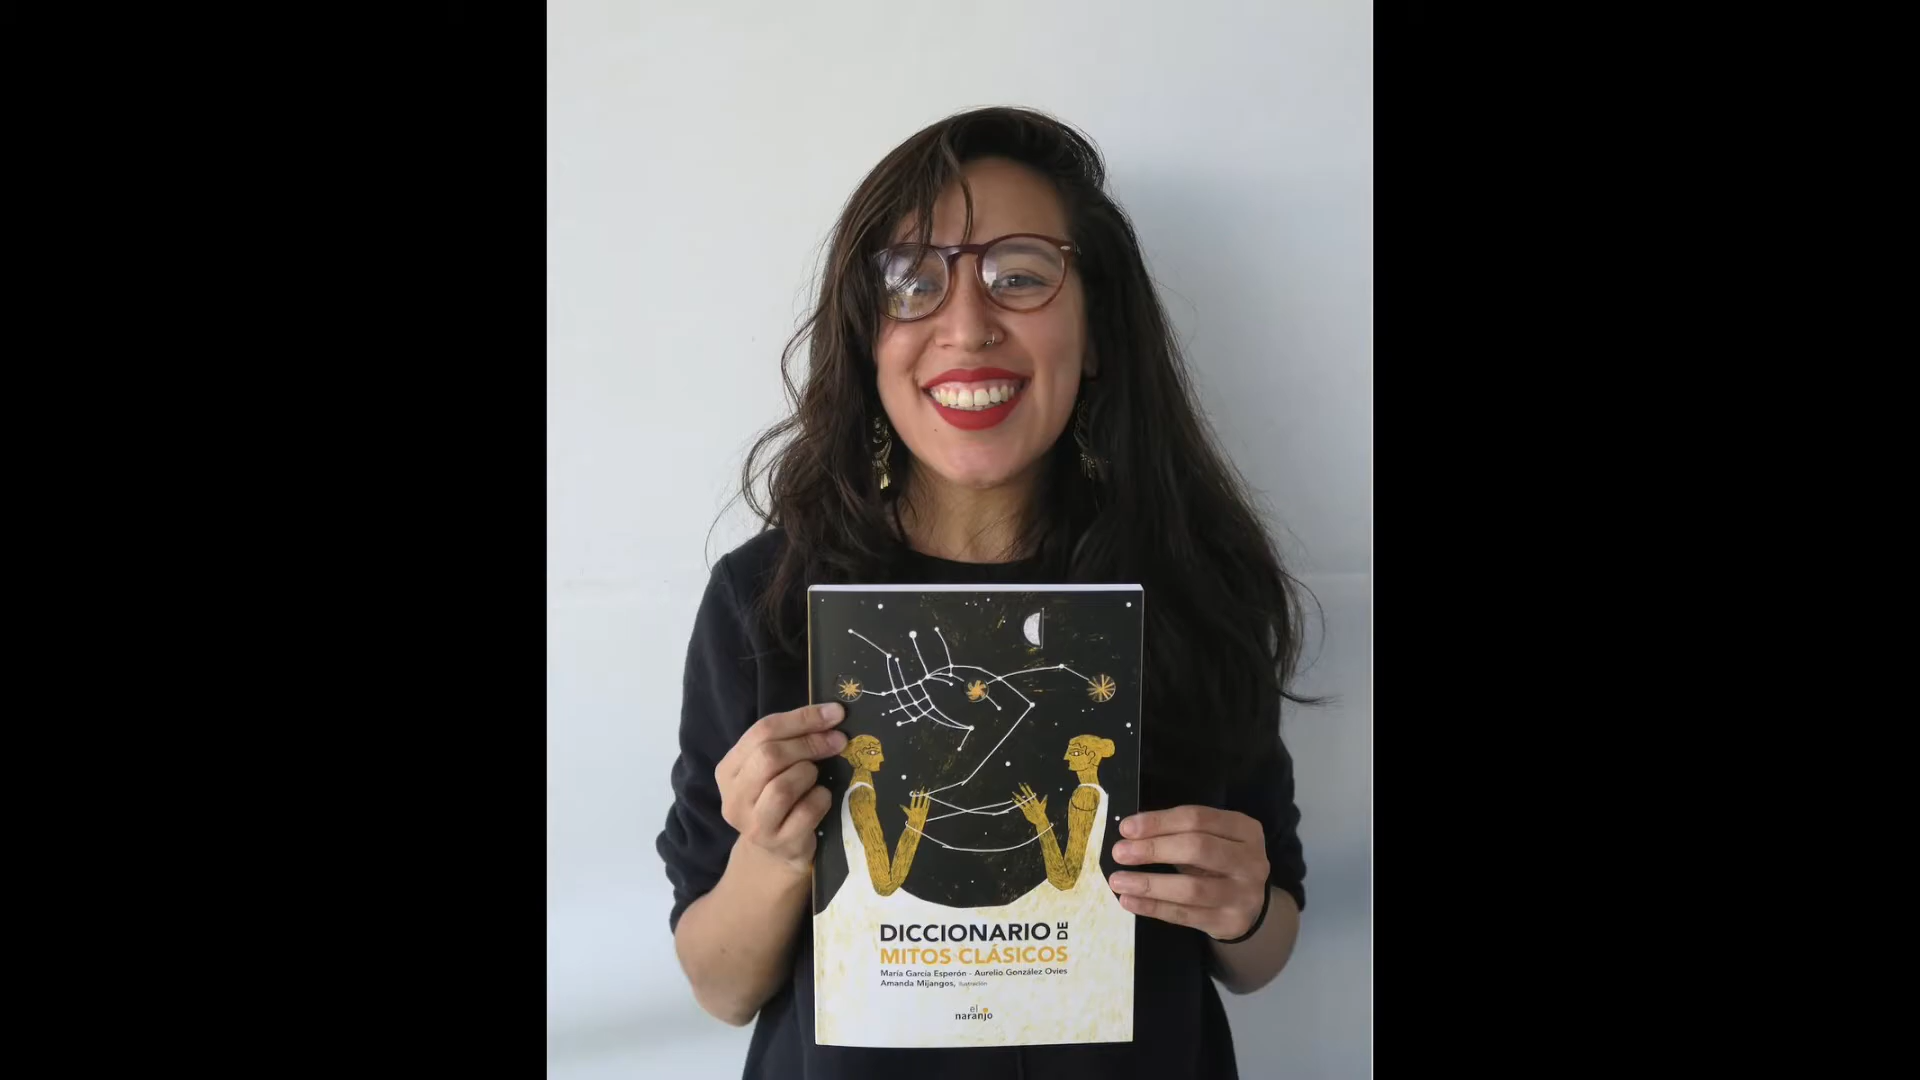 DICCIONARIO DE
MITOS CLÁSICOS
María García Esperón - Aurelio González Ovies
Amanda Mijangos, ilustración
el
naranjo